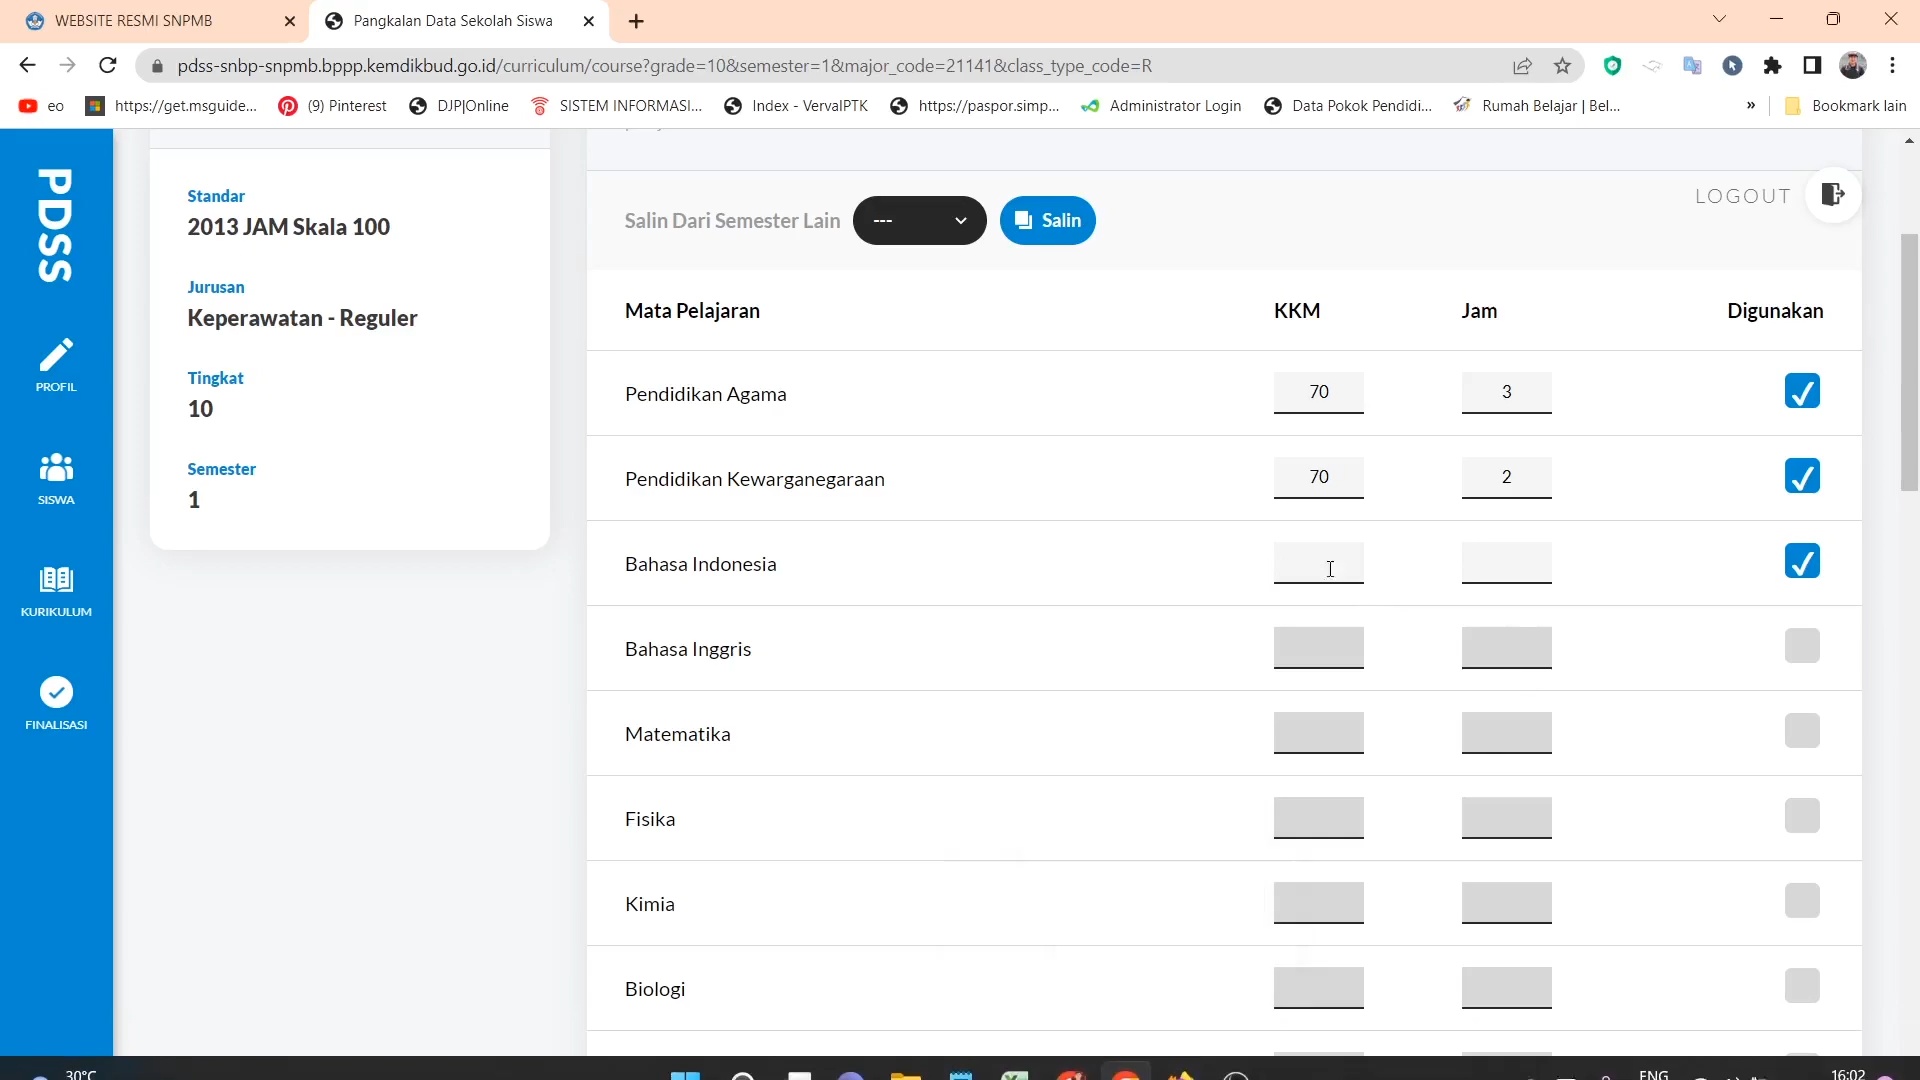 WEBSITE RESMI SNPMB
Pangkalan Data Sekolah Siswa
pdss-snbp-snpmb.bppp.kemdikbud.go.id/curriculum/course?grade=10&semester=1&major_code=21141&class_type_code=R
eo
https://get.msguide...
(9) Pinterest
DJP|Online
SISTEM INFORMASI...
Index - VervalPTK
https://paspor.simp...
Administrator Login
Data Pokok Pendidi...
Rumah Belajar | Bel...
»
Bookmark lain
PDSS
PROFIL
SISWA
KURIKULUM
FINALISASI
Standar
2013 JAM Skala 100
Jurusan
Keperawatan - Reguler
Tingkat
10
Semester
1
LOGOUT
Salin Dari Semester Lain --- Salin
Mata Pelajaran KKM Jam Digunakan
Pendidikan Agama 70 3
Pendidikan Kewarganegaraan 70 2
Bahasa Indonesia
Bahasa Inggris
Matematika
Fisika
Kimia
Biologi
30°C
ENG
16:02